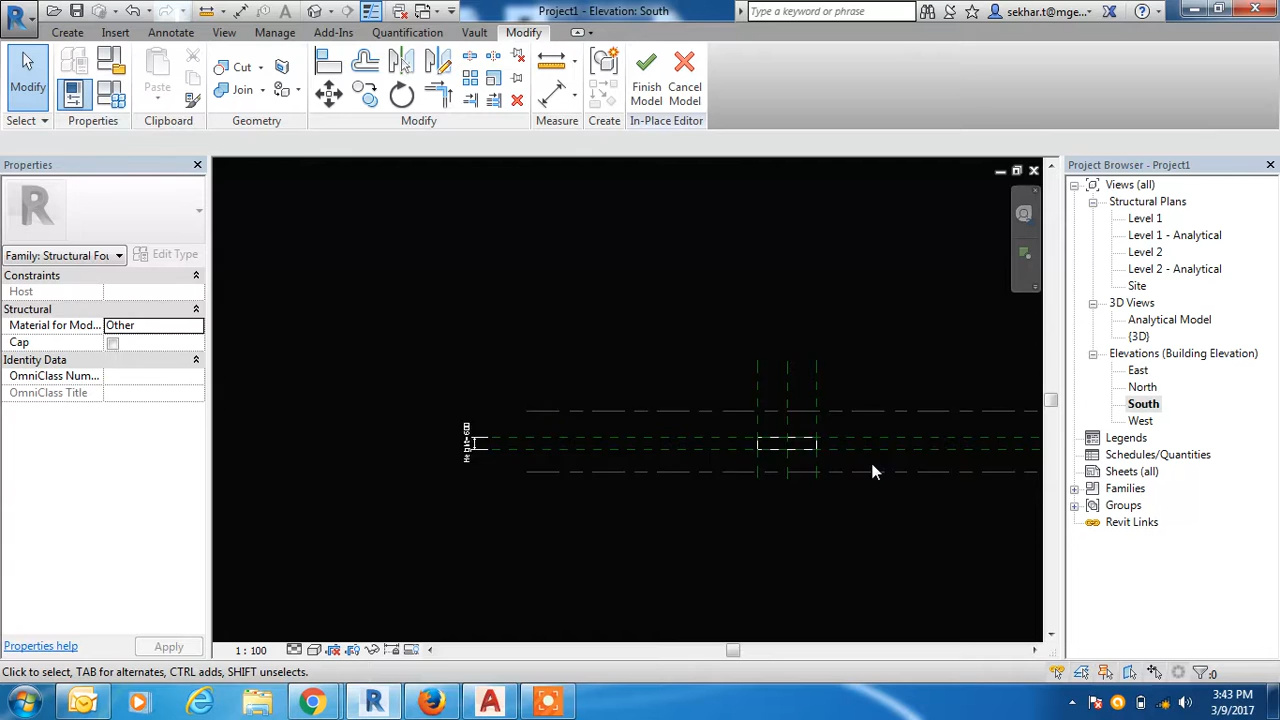 Project1 - Elevation: South
Type a keyword or phrase
sekhar.t@mge...
Create
Insert
Annotate
View
Manage
Add-Ins
Quantification
Vault
Modify
Modify
Paste
Cut
Join
Finish Model
Cancel Model
Select
Properties
Clipboard
Geometry
Modify
Measure
Create
In-Place Editor
Properties
Project Browser - Project1
R
Family: Structural Fou
Edit Type
Constraints
Host
Structural
Material for Mod... Other
Cap
Identity Data
OmniClass Num...
OmniClass Title
Properties help
Apply
Views (all)
Structural Plans
Level 1
Level 1 - Analytical
Level 2
Level 2 - Analytical
Site
3D Views
Analytical Model
{3D}
Elevations (Building Elevation)
East
North
South
West
Legends
Schedules/Quantities
Sheets (all)
Families
Groups
Revit Links
1 : 100
Click to select, TAB for alternates, CTRL adds, SHIFT unselects.
:0
3:43 PM
3/9/2017